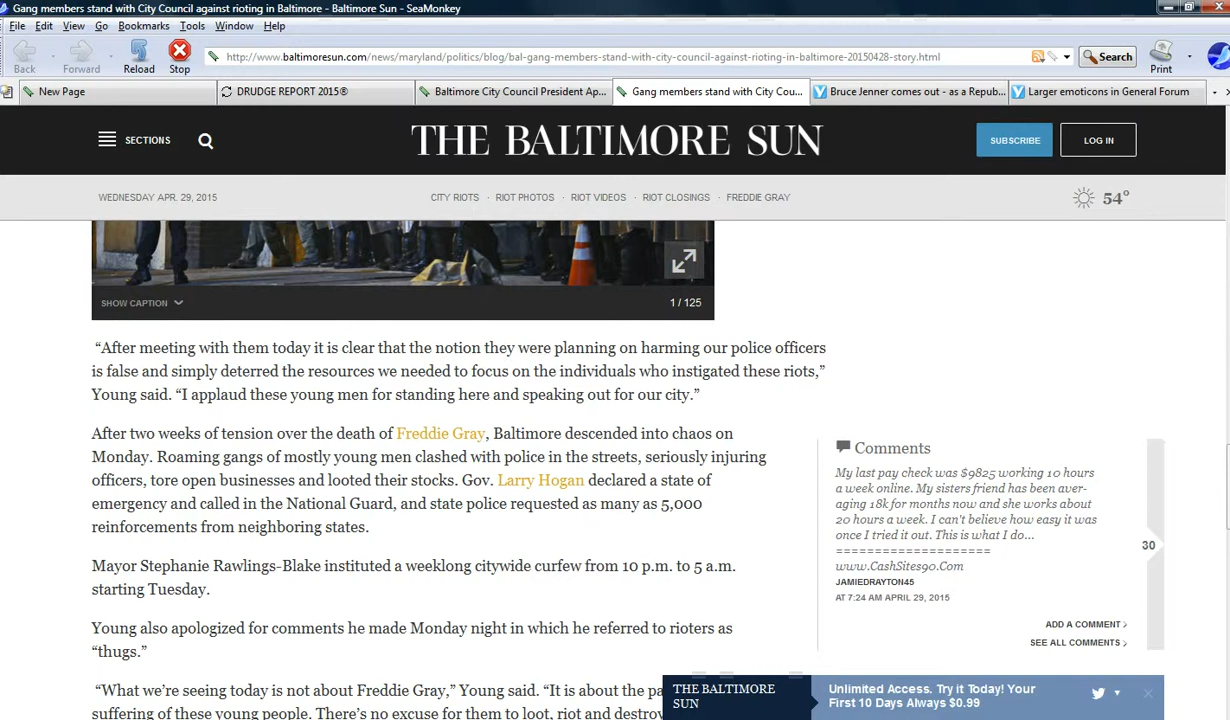 Gang members stand with City Council against rioting in Baltimore - Baltimore Sun - SeaMonkey
File Edit View Go Bookmarks Tools Window Help
Back Forward Reload Stop http://www.baltimoresun.com/news/maryland/politics/blog/bal-gang-members-stand-with-city-council-against-rioting-in-baltimore-20150428-story.html Search Print
New Page DRUDGE REPORT 2015® Baltimore City Council President Ap... Gang members stand with City Cou... Bruce Jenner comes out - as a Repub... Larger emoticons in General Forum
SECTIONS THE BALTIMORE SUN SUBSCRIBE LOG IN
WEDNESDAY APR. 29, 2015 CITY RIOTS · RIOT PHOTOS · RIOT VIDEOS · RIOT CLOSINGS · FREDDIE GRAY 54°
SHOW CAPTION 1 / 125
“After meeting with them today it is clear that the notion they were planning on harming our police officers
is false and simply deterred the resources we needed to focus on the individuals who instigated these riots,”
Young said. “I applaud these young men for standing here and speaking out for our city.”
After two weeks of tension over the death of Freddie Gray, Baltimore descended into chaos on
Monday. Roaming gangs of mostly young men clashed with police in the streets, seriously injuring
officers, tore open businesses and looted their stocks. Gov. Larry Hogan declared a state of
emergency and called in the National Guard, and state police requested as many as 5,000
reinforcements from neighboring states.
Mayor Stephanie Rawlings-Blake instituted a weeklong citywide curfew from 10 p.m. to 5 a.m.
starting Tuesday.
Young also apologized for comments he made Monday night in which he referred to rioters as
“thugs.”
“What we’re seeing today is not about Freddie Gray,” Young said. “It is about the pa
suffering of these young people. There’s no excuse for them to loot, riot and destroy
Comments
My last pay check was $9825 working 10 hours
a week online. My sisters friend has been aver-
aging 18k for months now and she works about
20 hours a week. I can't believe how easy it was
once I tried it out. This is what I do...
=====================
www.CashSites90.Com
JAMIEDRAYTON45
AT 7:24 AM APRIL 29, 2015
30
ADD A COMMENT >
SEE ALL COMMENTS >
THE BALTIMORE
SUN
Unlimited Access. Try it Today! Your
First 10 Days Always $0.99